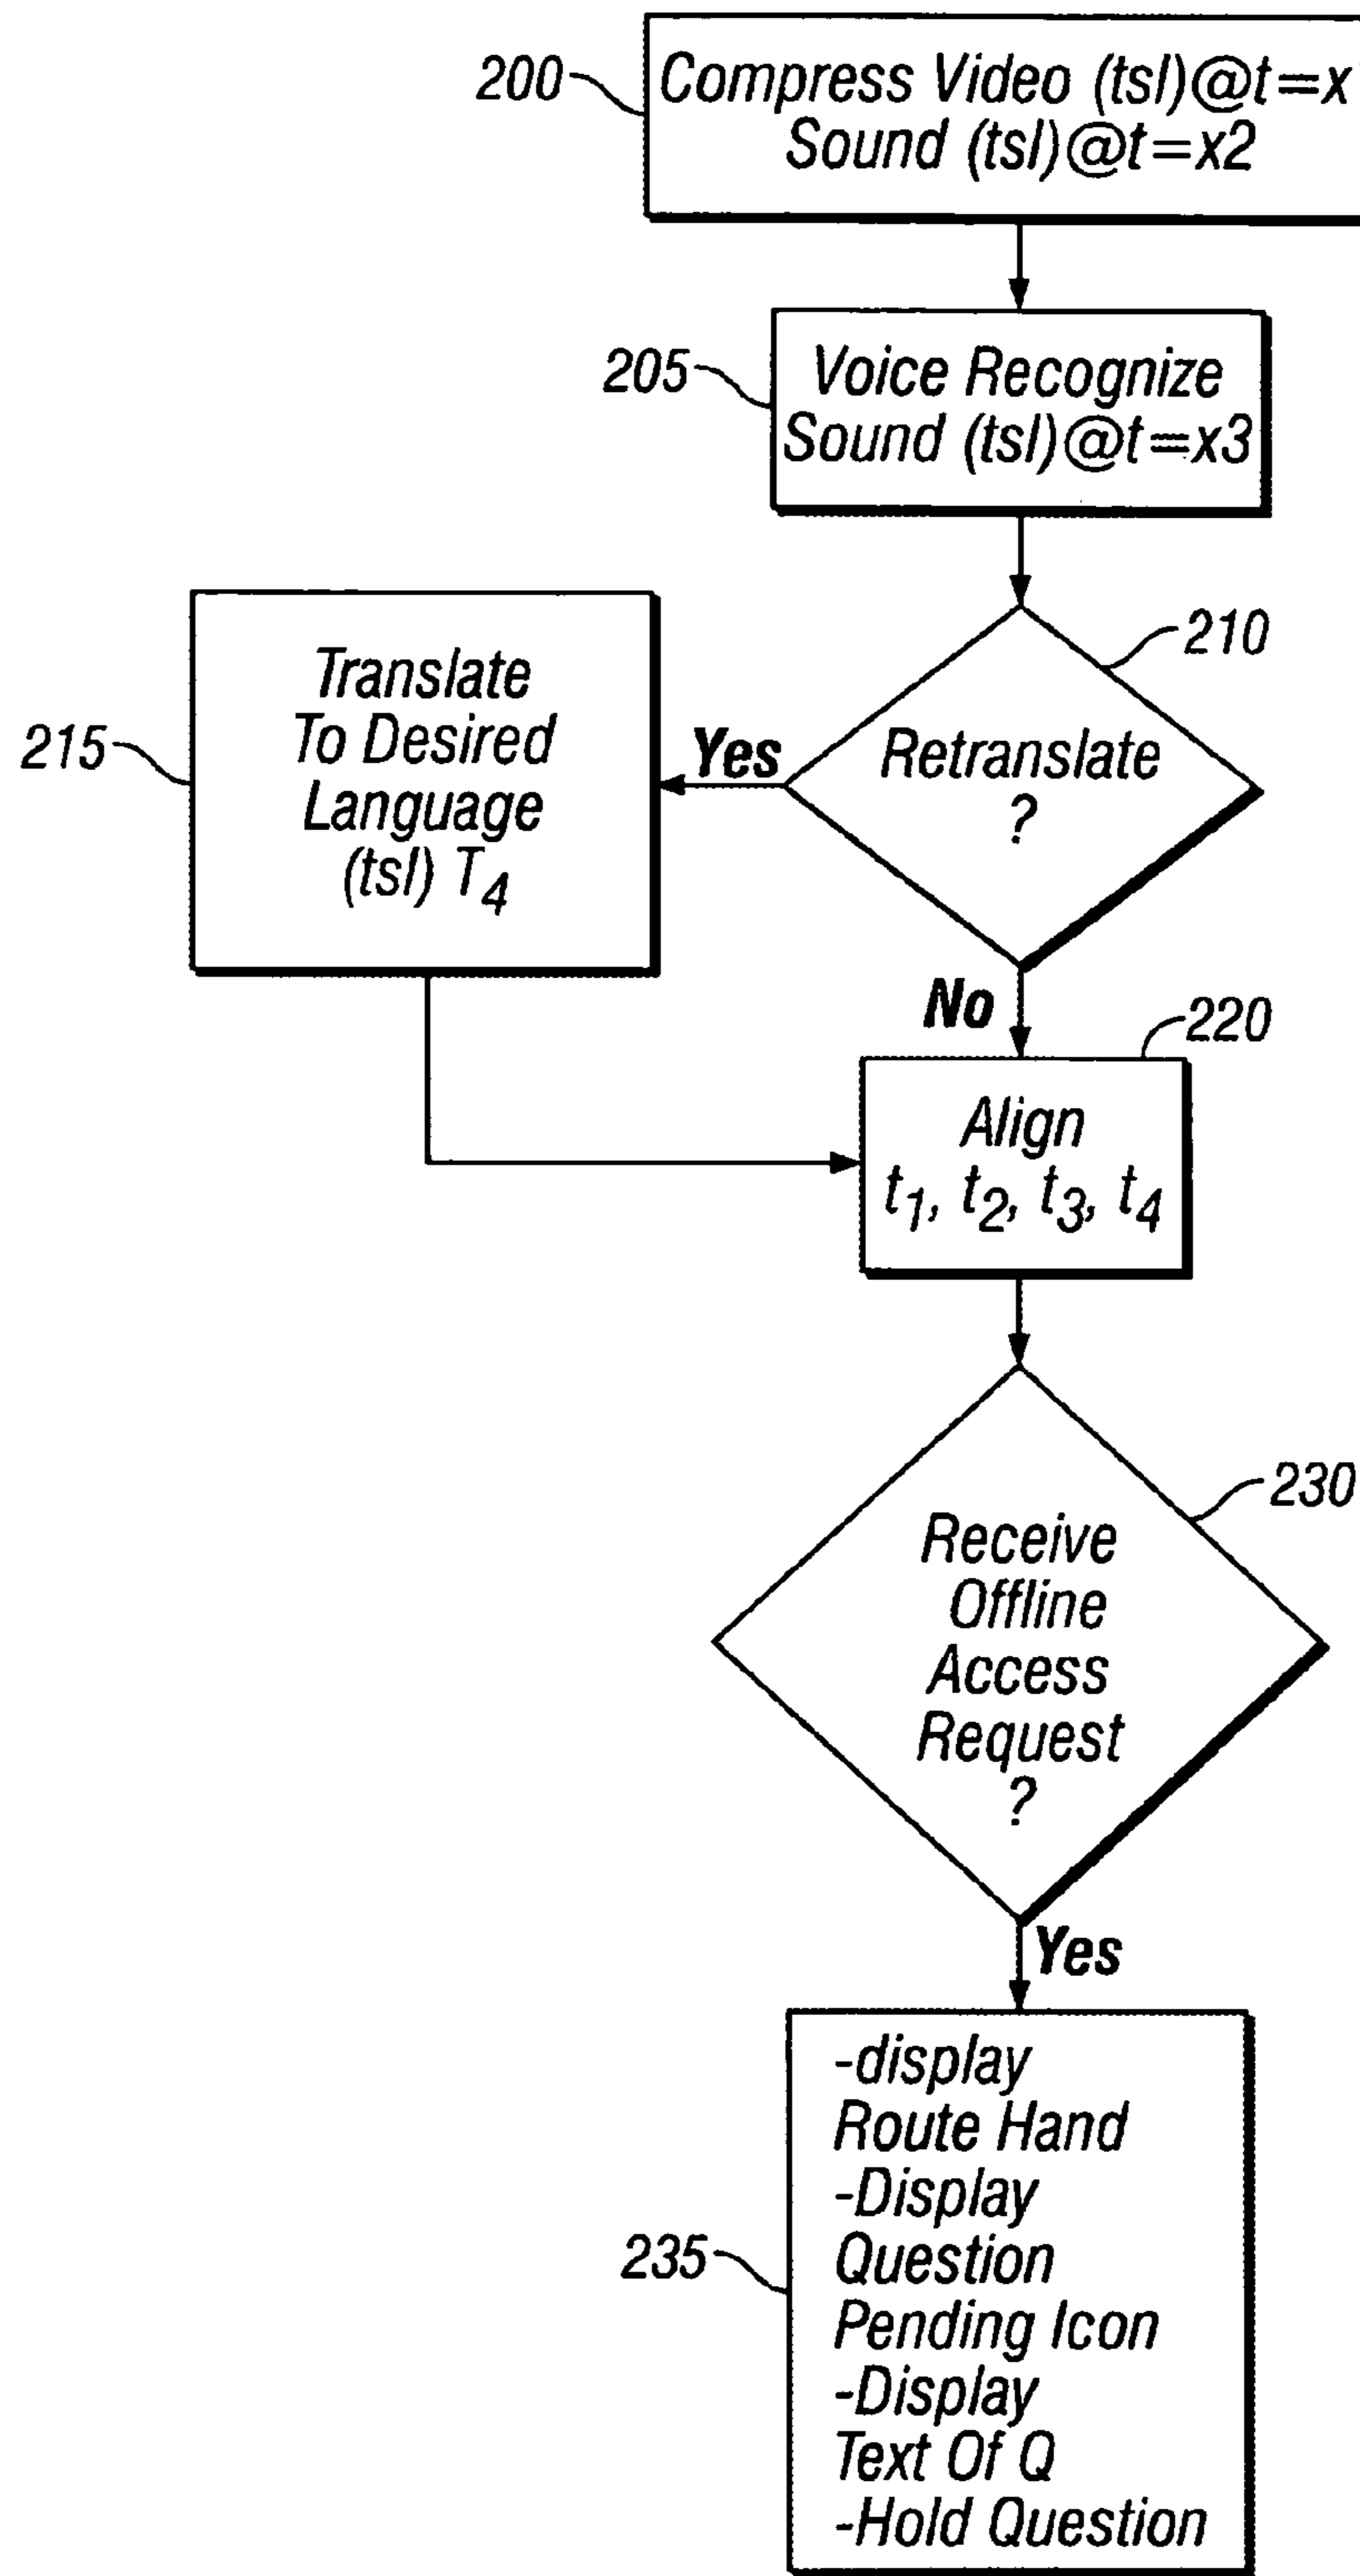 200
Compress Video (tsl)@t=x
Sound (tsl)@t=x2
205
Voice Recognize
Sound (tsl)@t=x3
210
Retranslate
?
Yes
215
Translate
To Desired
Language
(tsl) T4
No
220
Align
t1, t2, t3, t4
230
Receive
Offline
Access
Request
?
Yes
235
-display
Route Hand
-Display
Question
Pending Icon
-Display
Text Of Q
-Hold Question